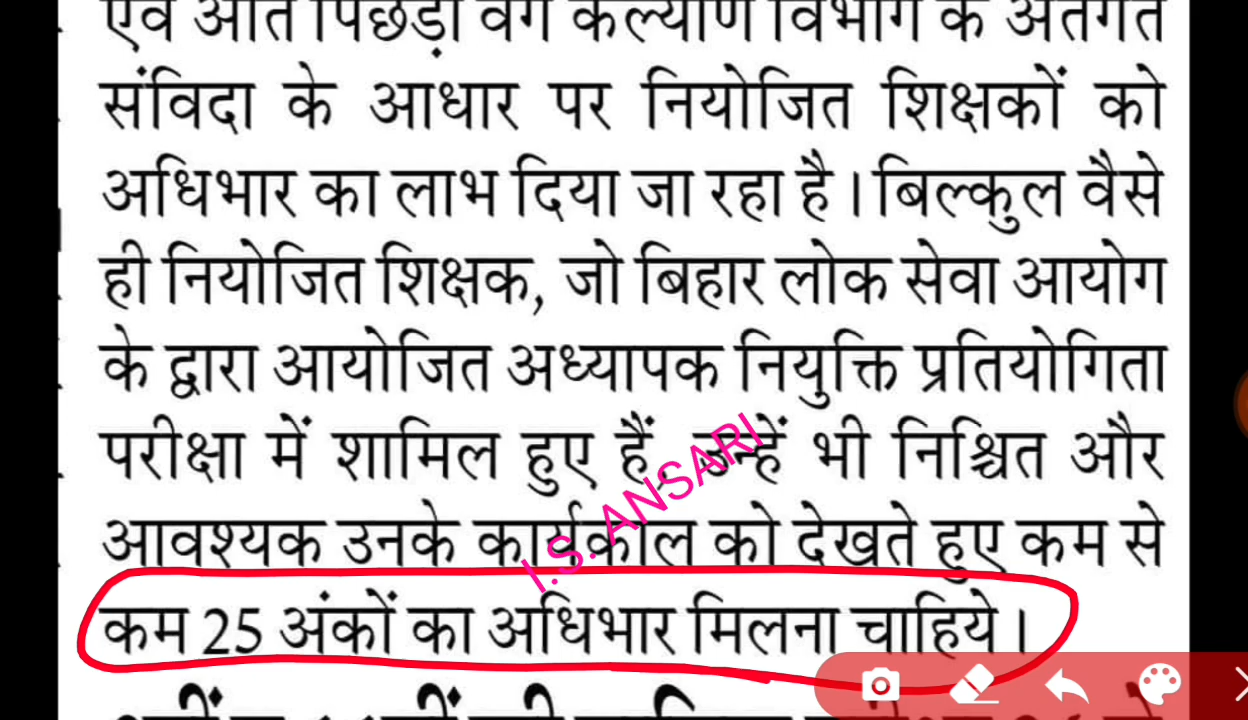 एवं अति पिछड़ा वर्ग कल्याण विभाग के अंतर्गत
संविदा के आधार पर नियोजित शिक्षकों को
अधिभार का लाभ दिया जा रहा है। बिल्कुल वैसे
ही नियोजित शिक्षक, जो बिहार लोक सेवा आयोग
के द्वारा आयोजित अध्यापक नियुक्ति प्रतियोगिता
परीक्षा में शामिल हुए हैं, उन्हें भी निश्चित और
आवश्यक उनके कार्यकाल को देखते हुए कम से
कम 25 अंकों का अधिभार मिलना चाहिये।
I.S. ANSARI